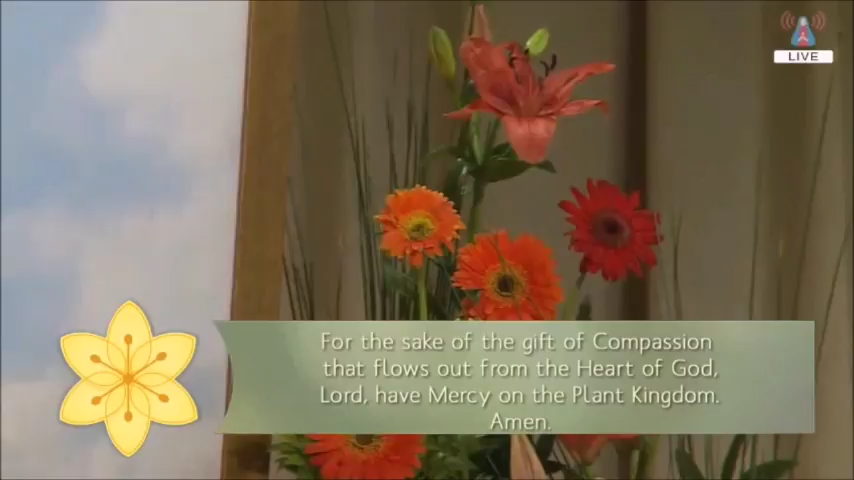 LIVE
For the sake of the gift of Compassion
that flows out from the Heart of God,
Lord, have Mercy on the Plant Kingdom.
Amen.